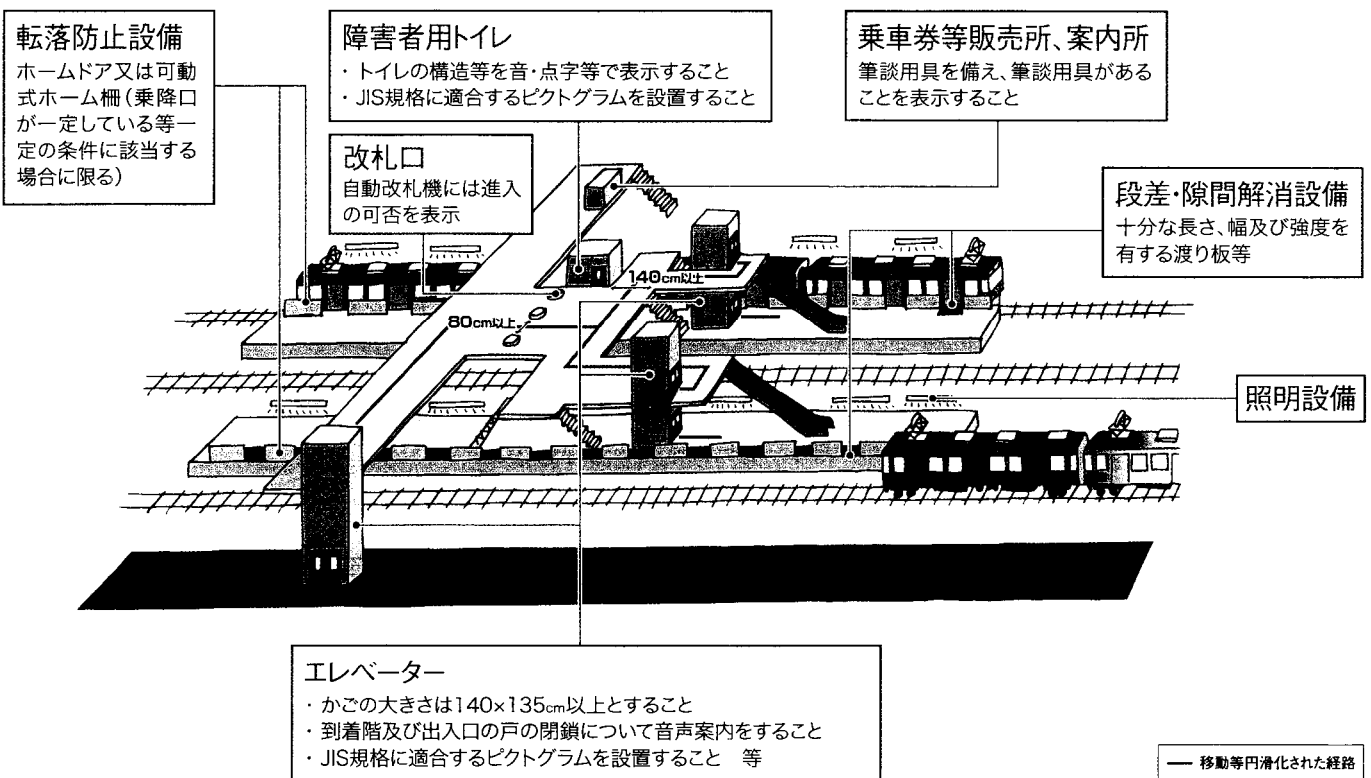 転落防止設備
ホームドア又は可動
式ホーム柵（乗降口
が一定している等一
定の条件に該当する
場合に限る）
障害者用トイレ
・トイレの構造等を音・点字等で表示すること
・JIS規格に適合するピクトグラムを設置すること
乗車券等販売所、案内所
筆談用具を備え、筆談用具がある
ことを表示すること
改札口
自動改札機には進入
の可否を表示
段差・隙間解消設備
十分な長さ、幅及び強度を
有する渡り板等
140cm以上
80cm以上
照明設備
エレベーター
・かごの大きさは140×135cm以上とすること
・到着階及び出入口の戸の閉鎖について音声案内をすること
・JIS規格に適合するピクトグラムを設置すること　等
― 移動等円滑化された経路